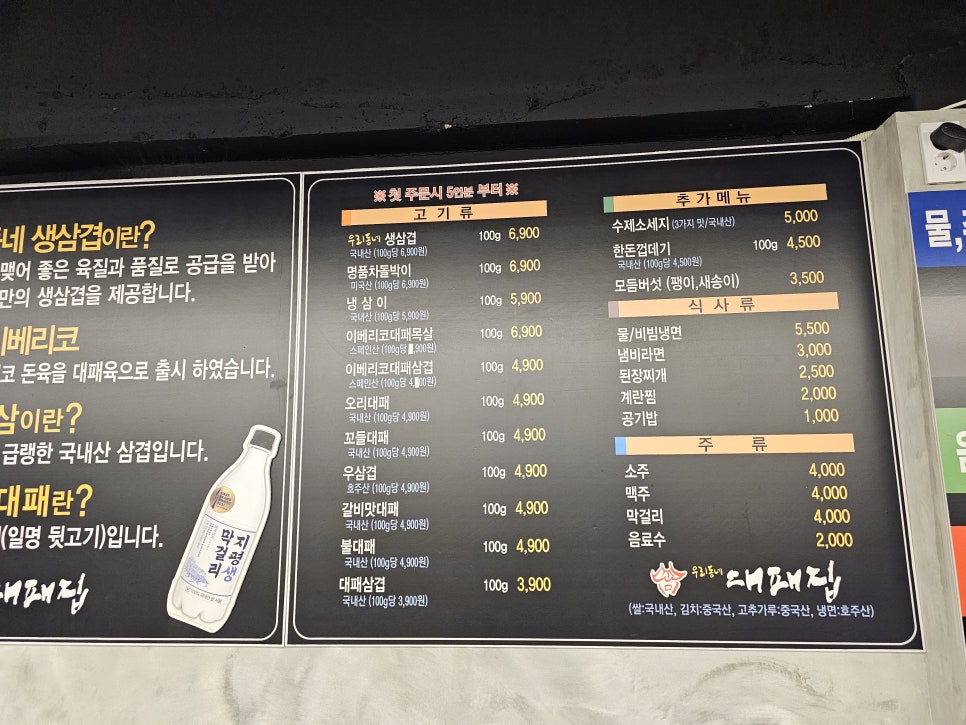 네 생삼겹이란?
맺어 좋은 육질과 품질로 공급을 받아
만의 생삼겹을 제공합니다.
이베리코
코 돈육을 대패육으로 출시 하였습니다.
삼이란?
급랭한 국내산 삼겹입니다.
대패란?
(일명 뒷고기)입니다.
대패집
지평생
막걸리
※ 첫 주문시 5인분 부터 ※
고기류
우리동네 생삼겹 100g 6,900
국내산 (100g당 6,900원)
명품차돌박이 100g 6,900
미국산 (100g당 6,900원)
냉삼이 100g 5,900
국내산 (100g당 5,900원)
이베리코대패목살 100g 6,900
스페인산 (100g당 ,900원)
이베리코대패삼겹 100g 4,900
스페인산 (100g당 4, 00원)
오리대패 100g 4,900
국내산 (100g당 4,900원)
꼬들대패 100g 4,900
국내산 (100g당 4,900원)
우삼겹 100g 4,900
호주산 (100g당 4,900원)
갈비맛대패 100g 4,900
국내산 (100g당 4,900원)
불대패 100g 4,900
국내산 (100g당 4,900원)
대패삼겹 100g 3,900
국내산 (100g당 3,900원)
추가메뉴
수제소세지 (3가지 맛/국내산) 5,000
한돈껍데기 100g 4,500
국내산 (100g당 4,500원)
모듬버섯 (팽이,새송이) 3,500
식사류
물/비빔냉면 5,500
냄비라면 3,000
된장찌개 2,500
계란찜 2,000
공기밥 1,000
주류
소주 4,000
맥주 4,000
막걸리 4,000
음료수 2,000
우리동네 대패집
(쌀:국내산, 김치:중국산, 고추가루:중국산, 냉면:호주산)
물,
음